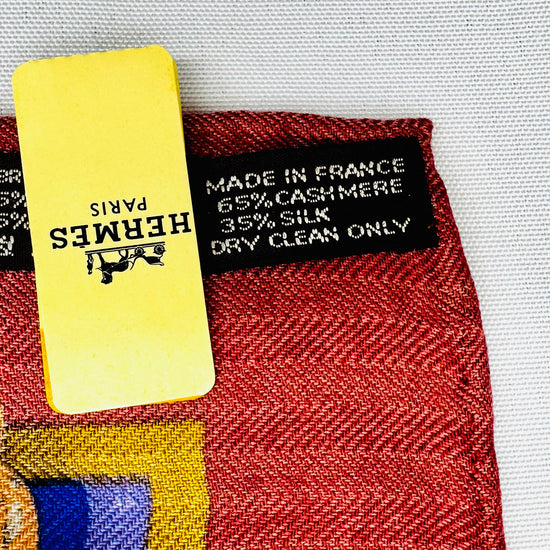 MADE IN FRANCE
65% CASHMERE
35% SILK
DRY CLEAN ONLY
HERMES
PARIS